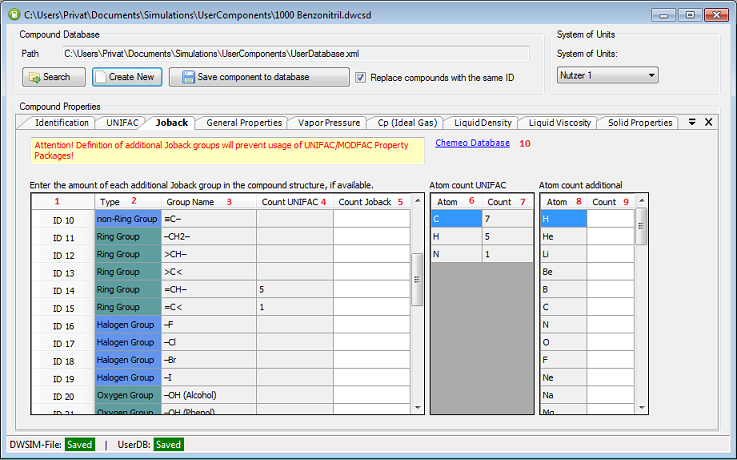 C:\Users\Privat\Documents\Simulations\UserComponents\1000 Benzonitril.dwcsd
Compound Database
System of Units
Path C:\Users\Privat\Documents\Simulations\UserComponents\UserDatabase.xml
System of Units:
Search Create New Save component to database Replace compounds with the same ID
Nutzer 1
Compound Properties
Identification UNIFAC Joback General Properties Vapor Pressure Cp (Ideal Gas) Liquid Density Liquid Viscosity Solid Properties
Attention! Definition of additional Joback groups will prevent usage of UNIFAC/MODFAC Property
Packages!
Chemeo Database 10
Enter the amount of each additional Joback group in the compound structure, if available.
Atom count UNIFAC
Atom count additional
1 Type 2 Group Name 3 Count UNIFAC 4 Count Joback 5
Atom 6 Count 7
Atom 8 Count 9
ID 10 non-Ring Group ≡C− C 7 H
ID 11 Ring Group −CH2− H 5 He
ID 12 Ring Group >CH− N 1 Li
ID 13 Ring Group >C< Be
ID 14 Ring Group =CH− 5 B
ID 15 Ring Group =C< 1 C
ID 16 Halogen Group −F N
ID 17 Halogen Group −Cl O
ID 18 Halogen Group −Br F
ID 19 Halogen Group −I Ne
ID 20 Oxygen Group −OH (Alcohol) Na
ID 21 Oxygen Group −OH (Phenol) Mg
DWSIM-File: Saved | UserDB: Saved